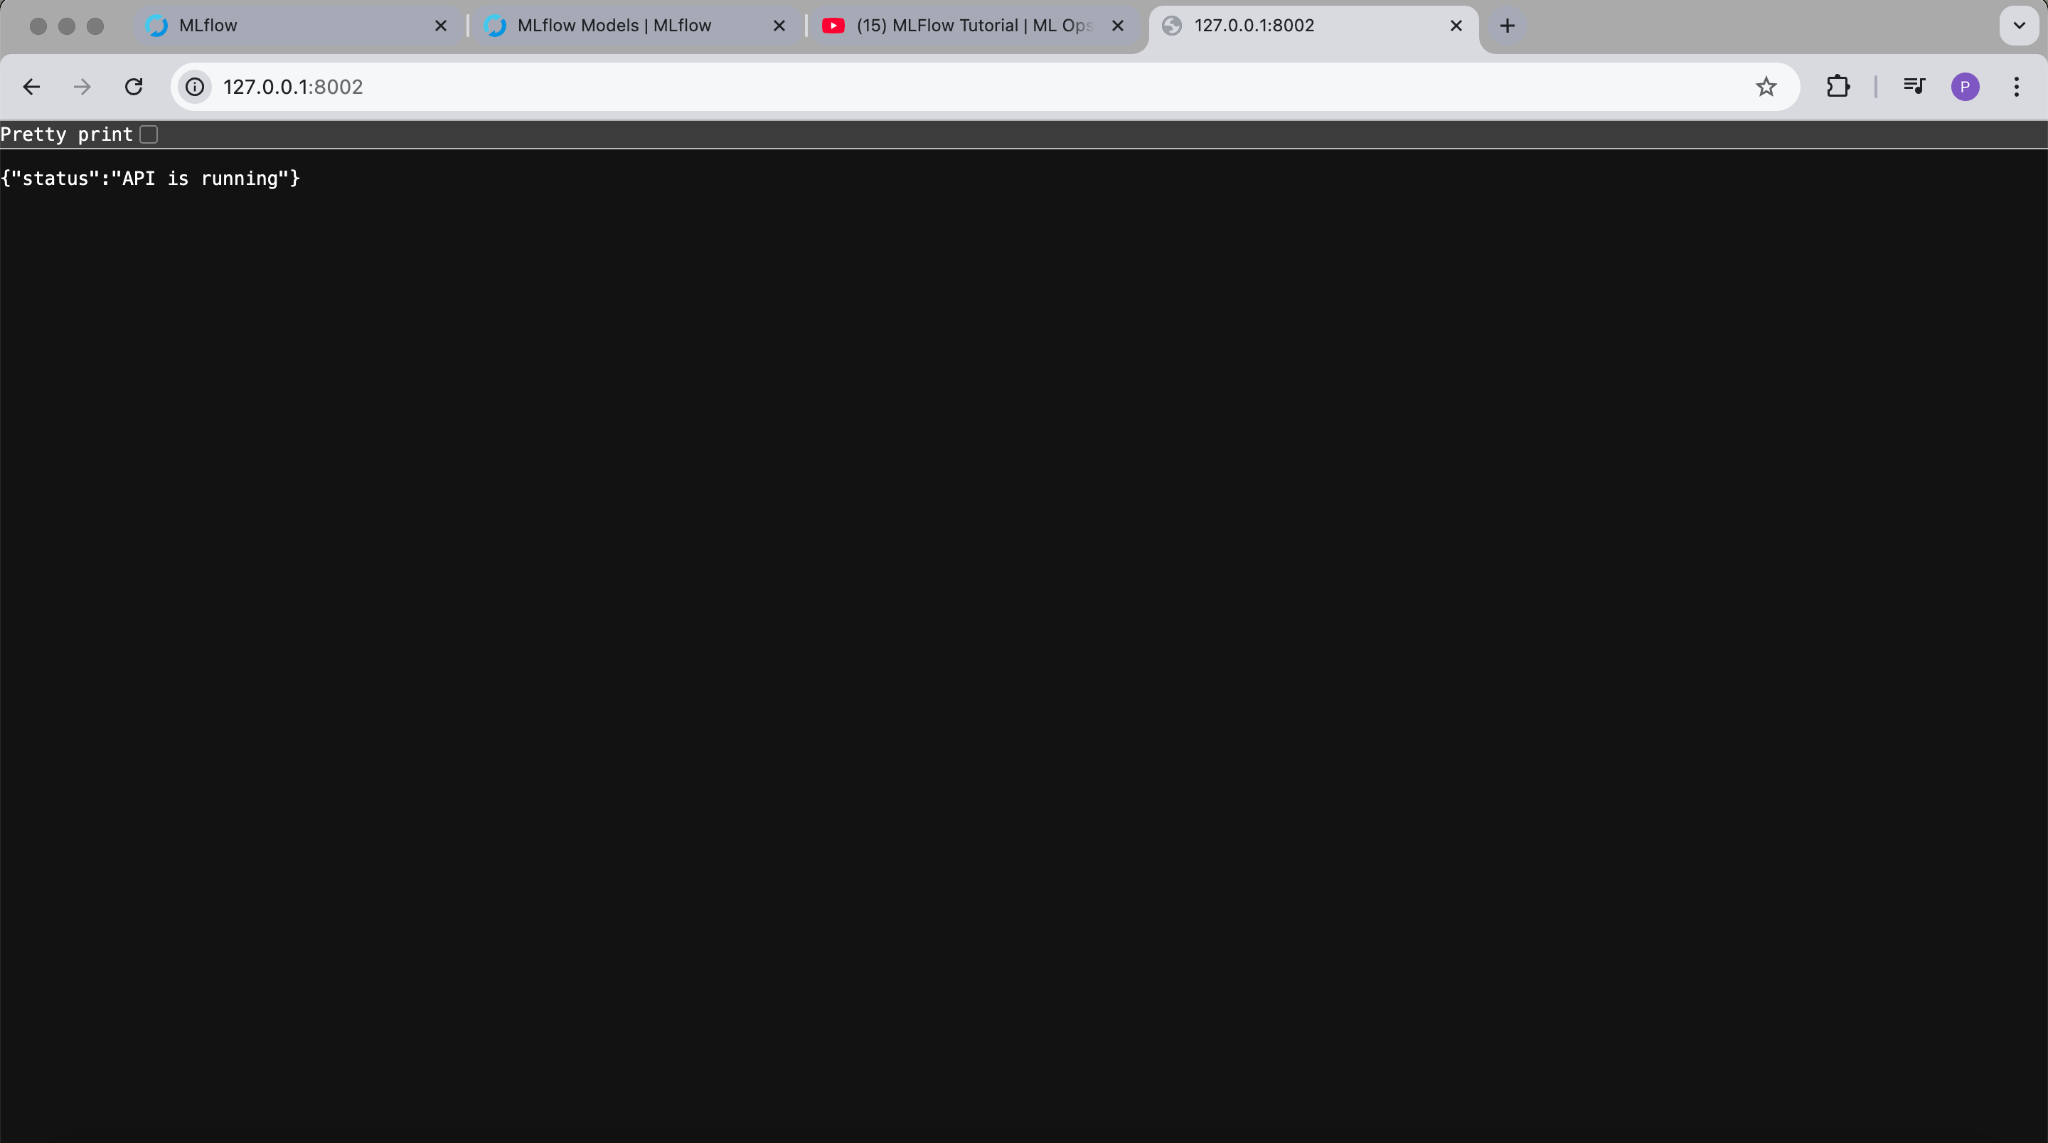 MLflow
MLflow Models | MLflow
(15) MLFlow Tutorial | ML Ops
127.0.0.1:8002
127.0.0.1:8002
P
Pretty print
{"status":"API is running"}